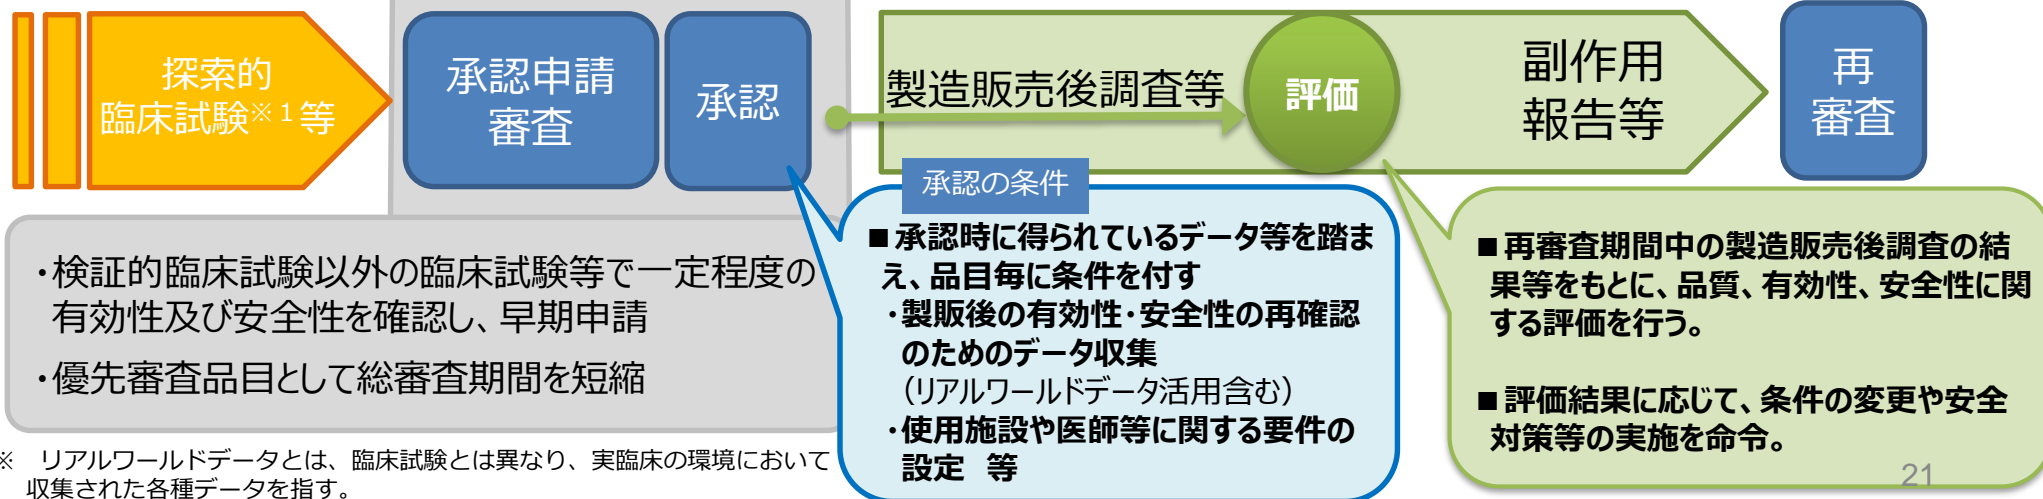 探索的
臨床試験※１等
承認申請
審査
承認
製造販売後調査等
評価
副作用
報告等
再
審査
・検証的臨床試験以外の臨床試験等で一定程度の
有効性及び安全性を確認し、早期申請
・優先審査品目として総審査期間を短縮
※　リアルワールドデータとは、臨床試験とは異なり、実臨床の環境において
収集された各種データを指す。
承認の条件
■承認時に得られているデータ等を踏ま
え、品目毎に条件を付す
・製販後の有効性・安全性の再確認
のためのデータ収集
（リアルワールドデータ活用含む）
・使用施設や医師等に関する要件の
設定　等
■再審査期間中の製造販売後調査の結
果等をもとに、品質、有効性、安全性に関
する評価を行う。
■評価結果に応じて、条件の変更や安全
対策等の実施を命令。
21